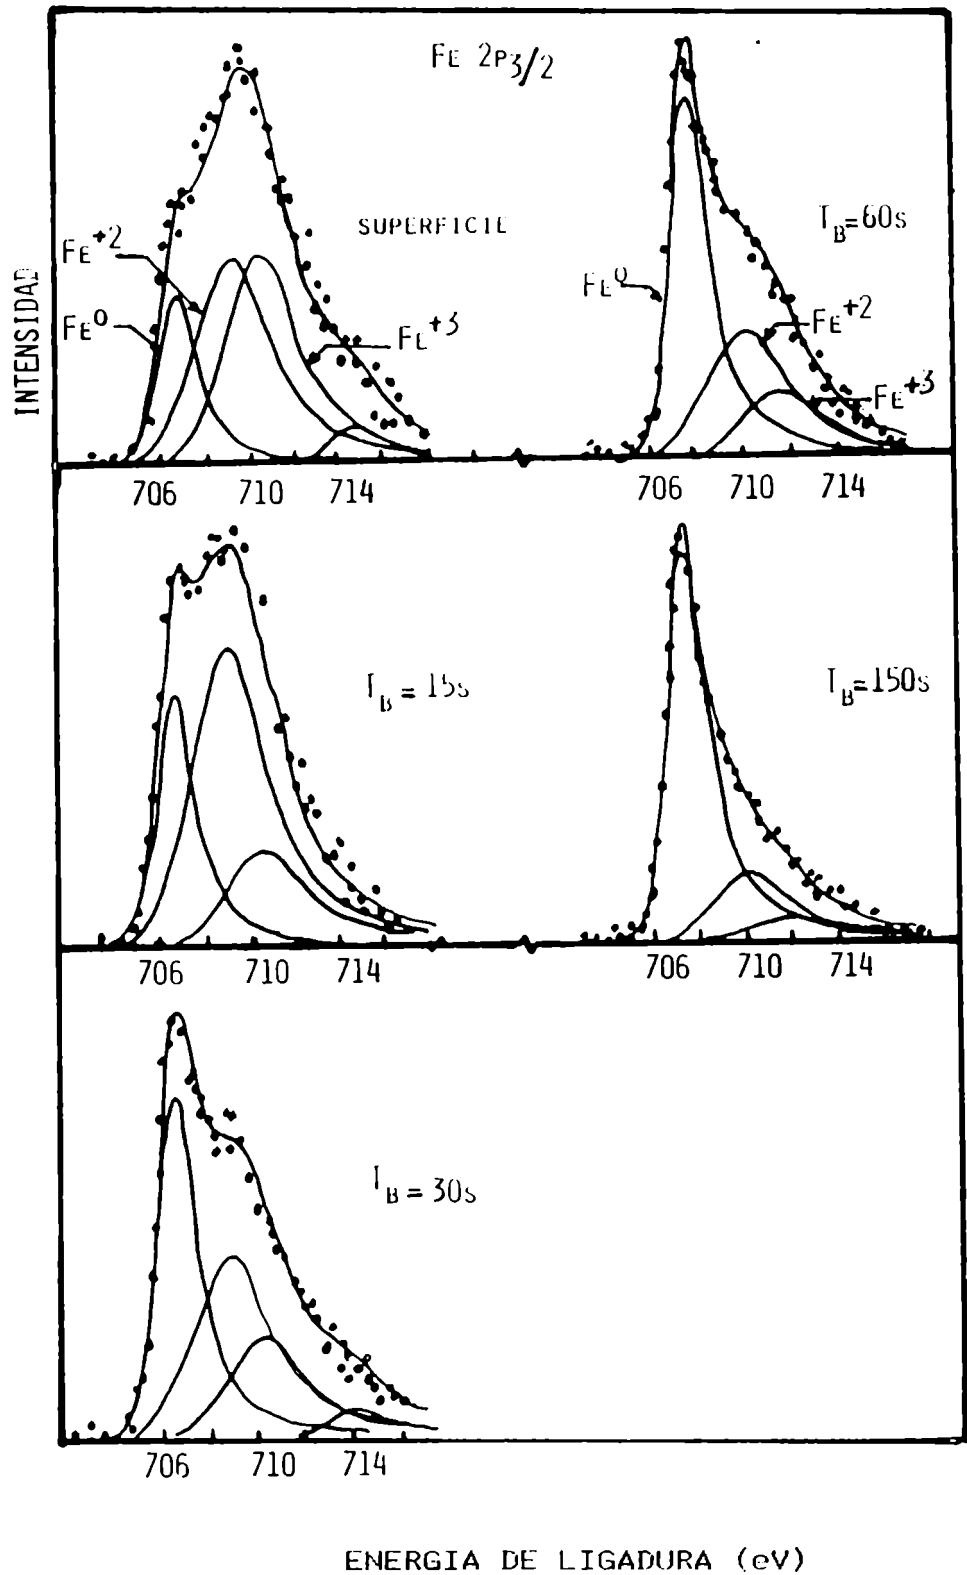 FE 2P3/2
SUPERFICIE
FE+2
FE0
FE+3
INTENSIDAD
706 710 714
TB=60s
FE0
FE+2
FE+3
706 710 714
TB = 15s
706 710 714
TB=150s
706 710 714
TB = 30s
706 710 714
ENERGIA DE LIGADURA (eV)